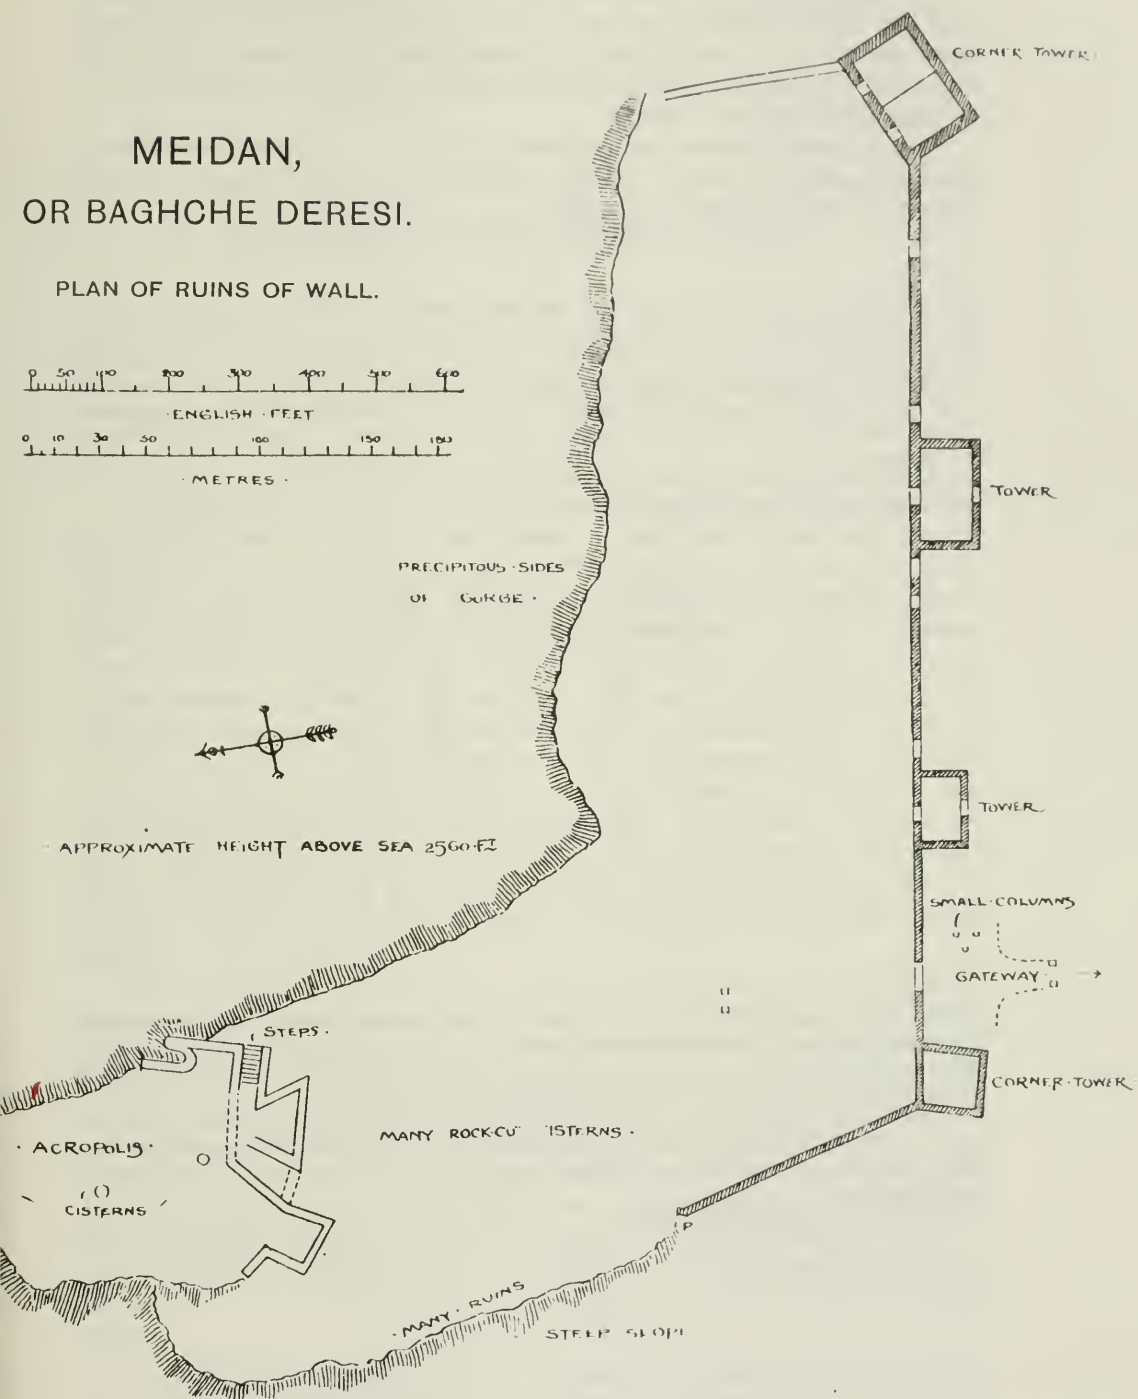 CORNER TOWER
MEIDAN,
OR BAGHCHE DERESI.
PLAN OF RUINS OF WALL.
0 50 100 200 300 400 500 600
·ENGLISH·FEET
0 10 30 50 100 150 180
·METRES·
TOWER
PRECIPITOUS·SIDES
OF GORGE·
TOWER
APPROXIMATE HEIGHT ABOVE SEA 2560·FT
SMALL·COLUMNS
GATEWAY·
STEPS·
CORNER·TOWER
MANY ROCK-CU ISTERNS·
·ACROPOLIS·
CISTERNS
P
·MANY·RUINS
STEEP SLOP